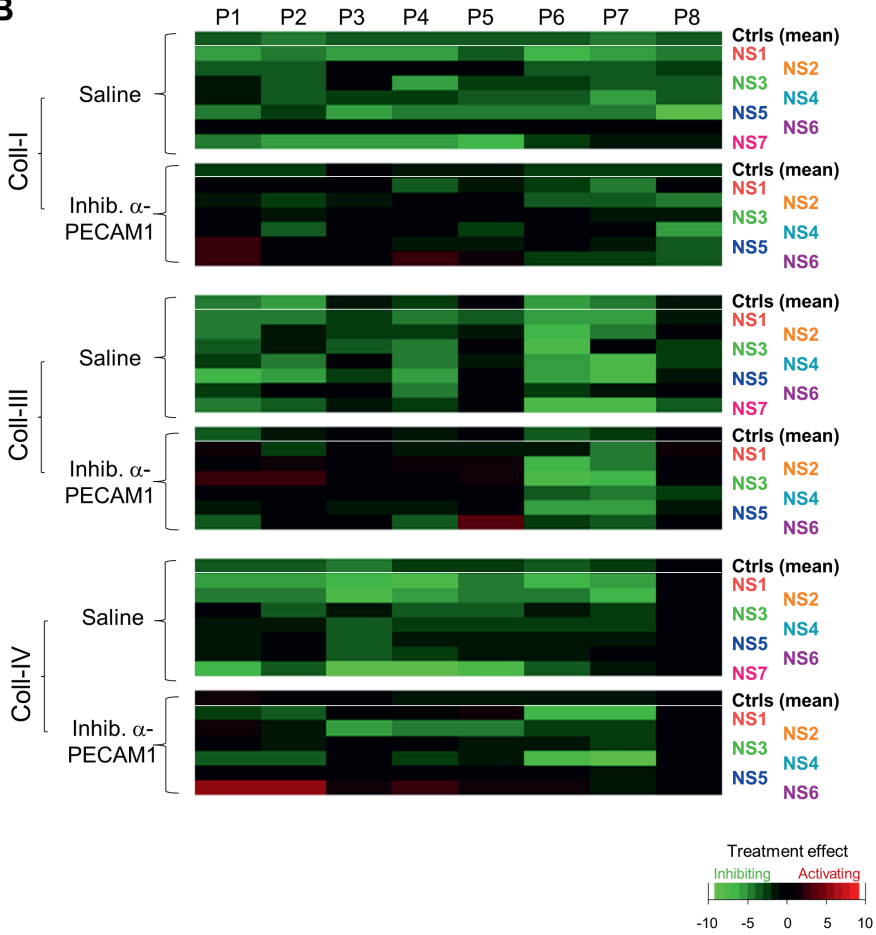 B
P1 P2 P3 P4 P5 P6 P7 P8
Coll-I
Saline
Ctrls (mean)
NS1
NS2
NS3
NS4
NS5
NS6
NS7
Inhib. α-
PECAM1
Ctrls (mean)
NS1
NS2
NS3
NS4
NS5
NS6
Coll-III
Saline
Ctrls (mean)
NS1
NS2
NS3
NS4
NS5
NS6
NS7
Inhib. α-
PECAM1
Ctrls (mean)
NS1
NS2
NS3
NS4
NS5
NS6
Coll-IV
Saline
Ctrls (mean)
NS1
NS2
NS3
NS4
NS5
NS6
NS7
Inhib. α-
PECAM1
Ctrls (mean)
NS1
NS2
NS3
NS4
NS5
NS6
Treatment effect
Inhibiting Activating
-10 -5 0 5 10